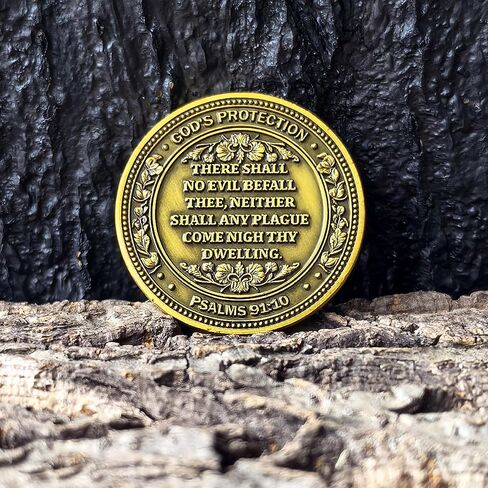 GOD'S PROTECTION
THERE SHALL
NO EVIL BEFALL
THEE, NEITHER
SHALL ANY PLAGUE
COME NIGH THY
DWELLING.
PSALMS 91:10